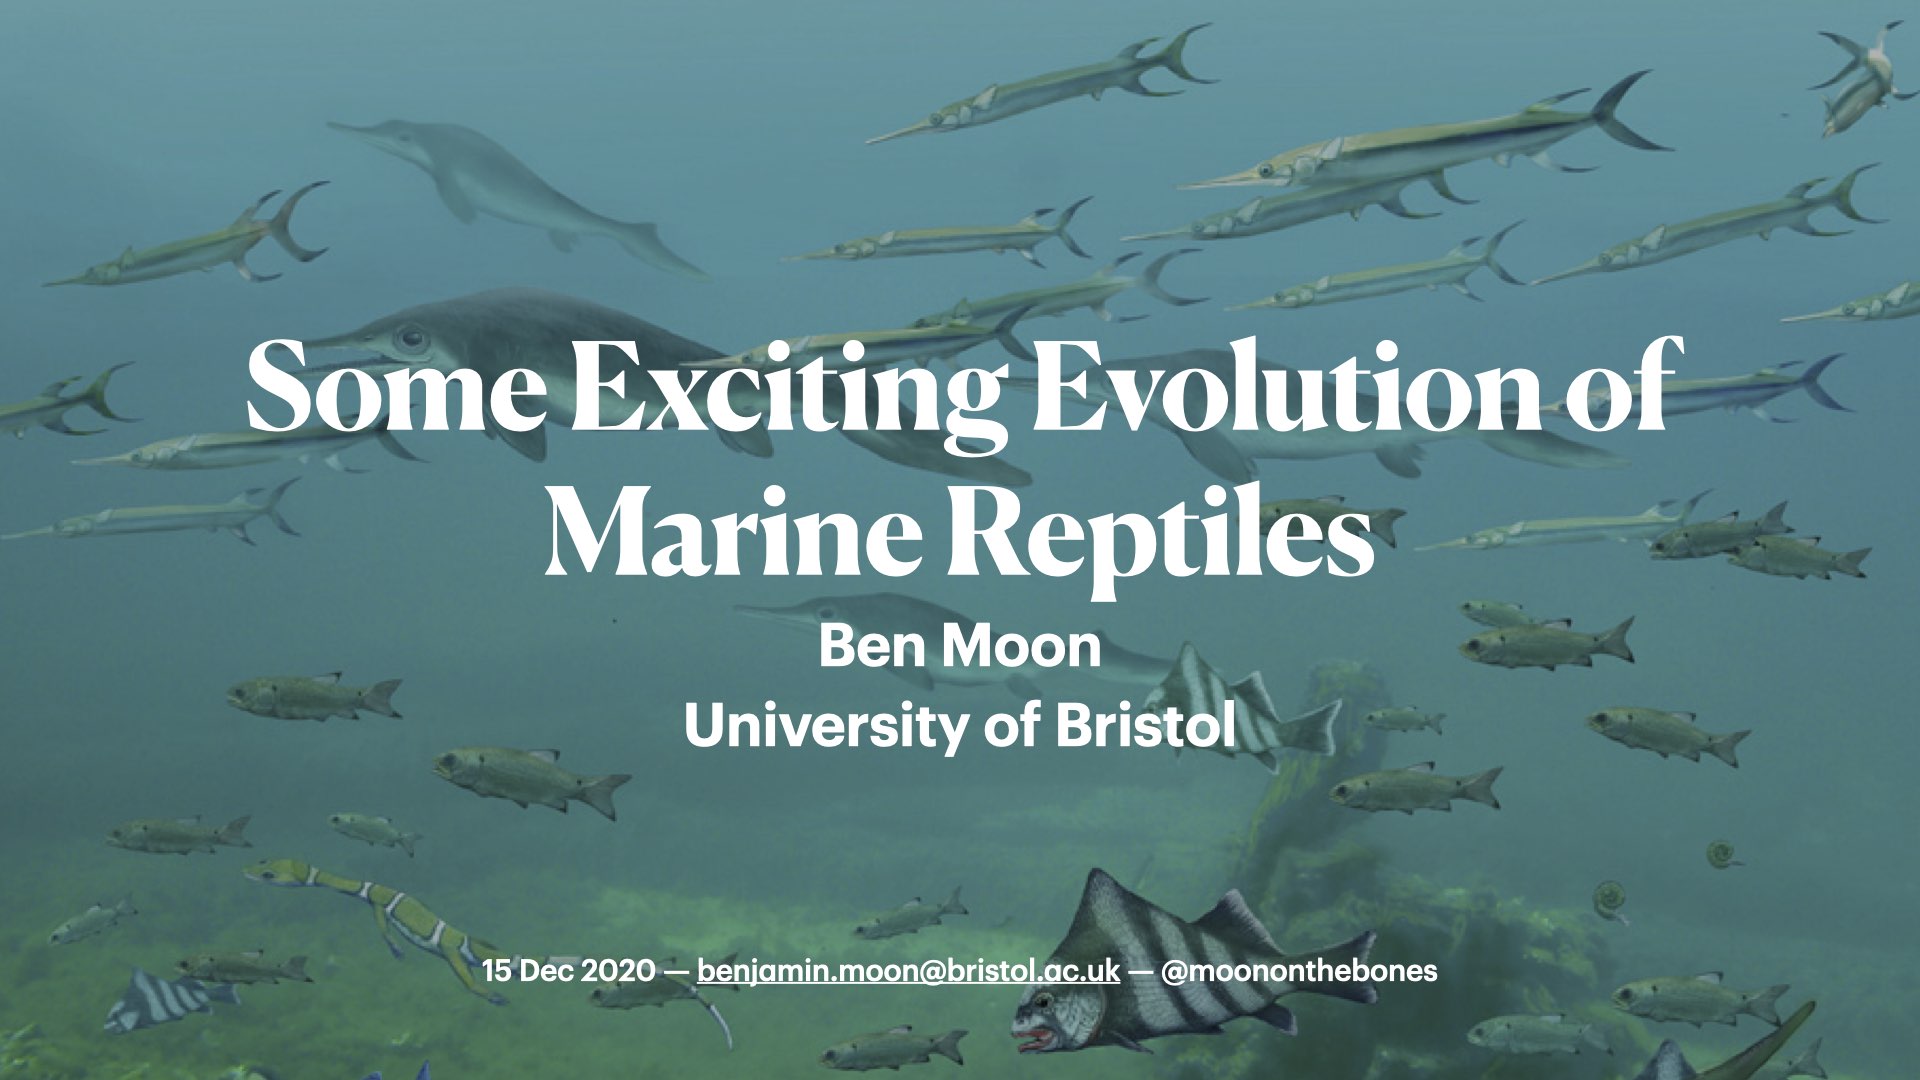 Some Exciting Evolution of
Marine Reptiles
Ben Moon
University of Bristol
15 Dec 2020 — benjamin.moon@bristol.ac.uk — @moononthebones